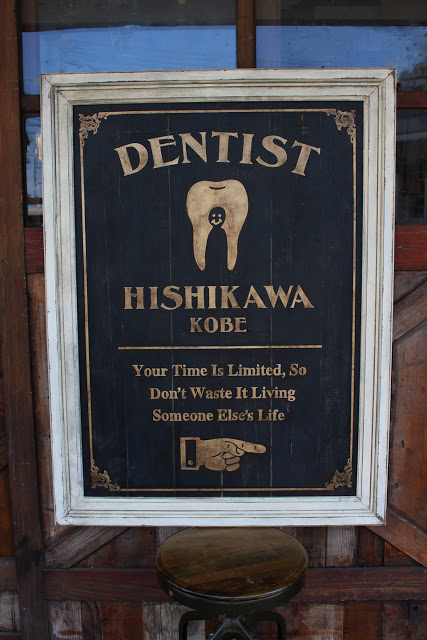 DENTIST
HISHIKAWA
KOBE
Your Time Is Limited, So
Don't Waste It Living
Someone Else's Life